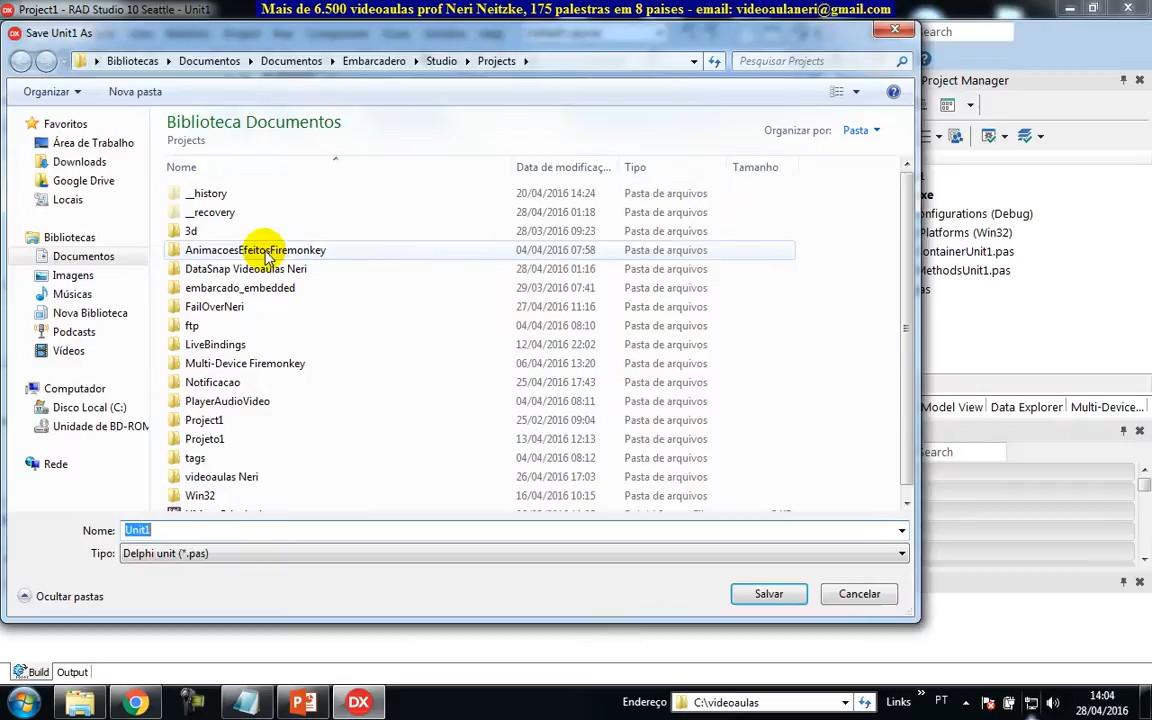 Project1 - RAD Studio 10 Seattle - Unit1
Mais de 6.500 videoaulas prof Neri Neitzke, 175 palestras em 8 paises - email: videoaulaneri@gmail.com
Save Unit1 As
Bibliotecas Documentos Documentos Embarcadero Studio Projects
Pesquisar Projects
Organizar
Nova pasta
Favoritos
Área de Trabalho
Downloads
Google Drive
Locais
Bibliotecas
Documentos
Imagens
Músicas
Nova Biblioteca
Podcasts
Vídeos
Computador
Disco Local (C:)
Unidade de BD-ROM
Rede
Biblioteca Documentos
Projects
Organizar por: Pasta
Nome Data de modificaç... Tipo Tamanho
__history 20/04/2016 14:24 Pasta de arquivos
__recovery 28/04/2016 01:18 Pasta de arquivos
3d 28/03/2016 09:23 Pasta de arquivos
AnimacoesEfeitosFiremonkey 04/04/2016 07:58 Pasta de arquivos
DataSnap Videoaulas Neri 28/04/2016 01:16 Pasta de arquivos
embarcado_embedded 29/03/2016 07:41 Pasta de arquivos
FailOverNeri 27/04/2016 11:16 Pasta de arquivos
ftp 04/04/2016 08:10 Pasta de arquivos
LiveBindings 12/04/2016 22:02 Pasta de arquivos
Multi-Device Firemonkey 06/04/2016 13:20 Pasta de arquivos
Notificacao 25/04/2016 17:43 Pasta de arquivos
PlayerAudioVideo 04/04/2016 08:11 Pasta de arquivos
Project1 25/02/2016 09:04 Pasta de arquivos
Projeto1 13/04/2016 12:13 Pasta de arquivos
tags 04/04/2016 08:12 Pasta de arquivos
videoaulas Neri 26/04/2016 17:03 Pasta de arquivos
Win32 16/04/2016 10:15 Pasta de arquivos
Nome: Unit1
Tipo: Delphi unit (*.pas)
Ocultar pastas
Salvar
Cancelar
earch
Project Manager
1
xe
onfigurations (Debug)
Platforms (Win32)
ContainerUnit1.pas
MethodsUnit1.pas
as
Model View Data Explorer Multi-Device...
earch
Build Output
DX
Endereço C:\videoaulas
Links »
PT
14:04
28/04/2016